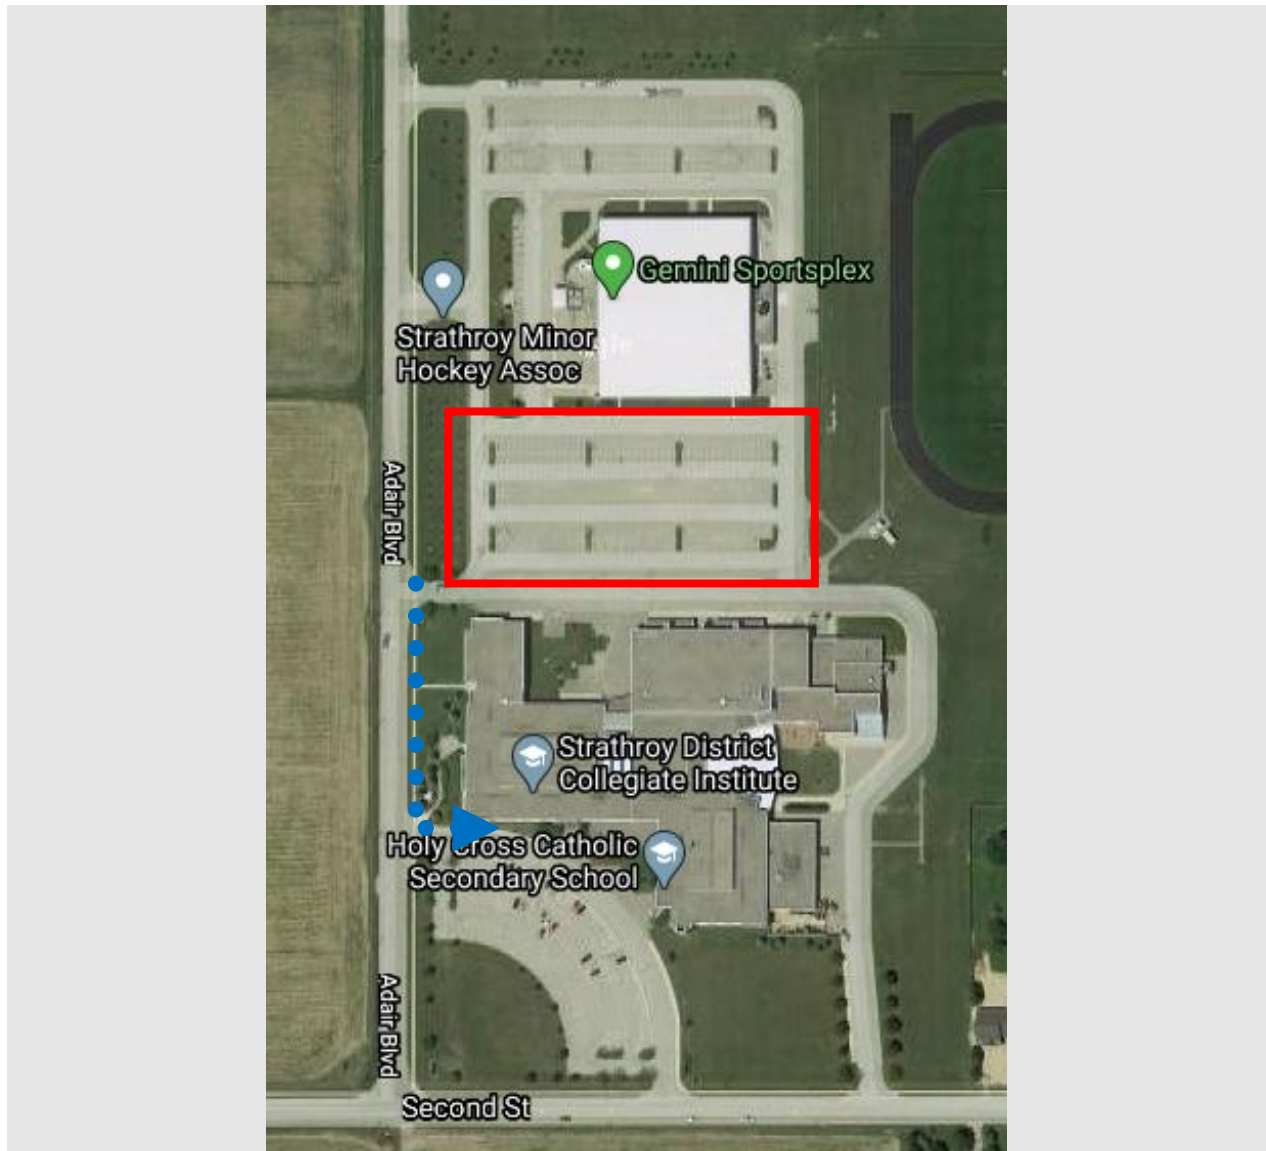 Gemini Sportsplex
Strathroy Minor
Hockey Assoc
Adair Blvd
Strathroy District
Collegiate Institute
Holy Cross Catholic
Secondary School
Adair Blvd
Second St